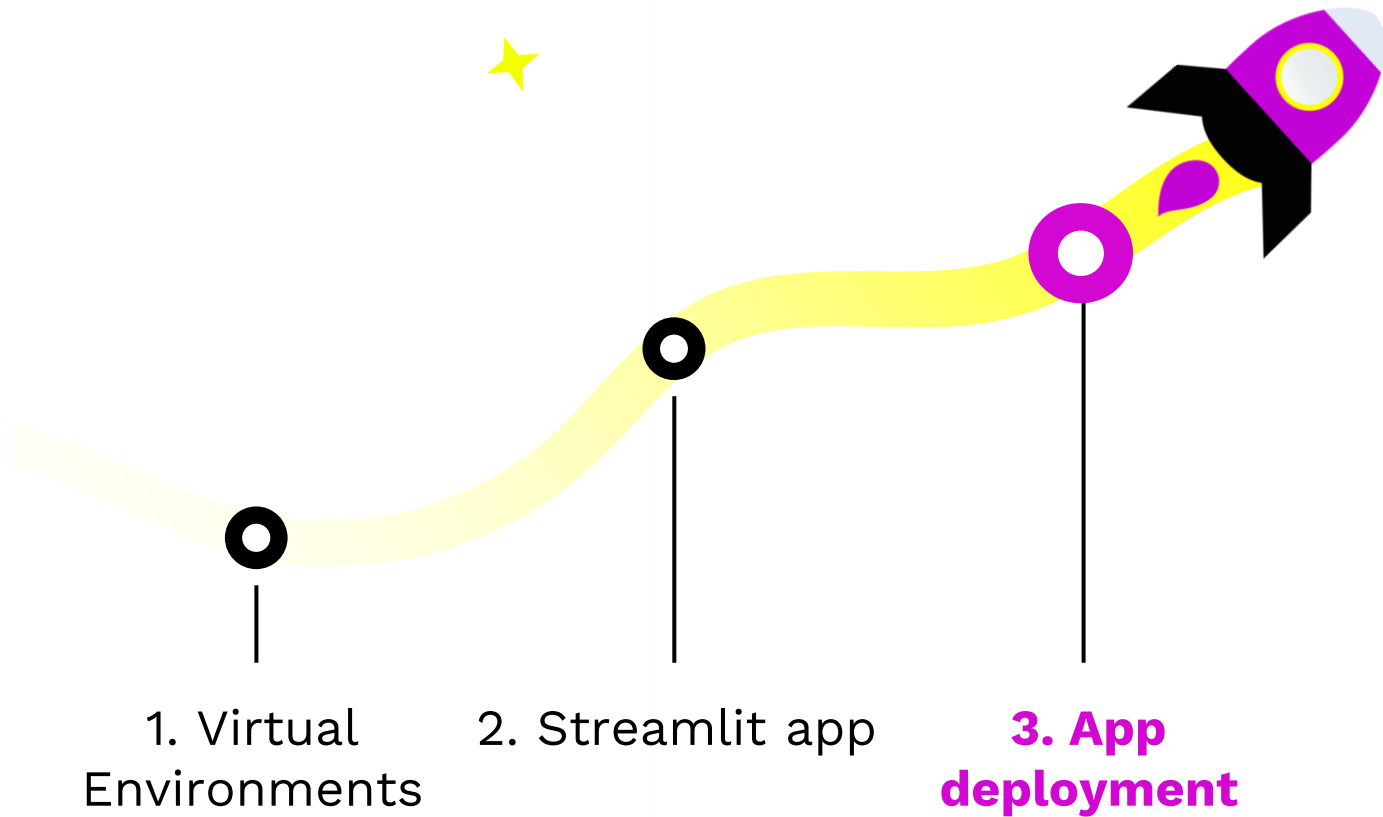 1. Virtual
Environments
2. Streamlit app
3. App
deployment